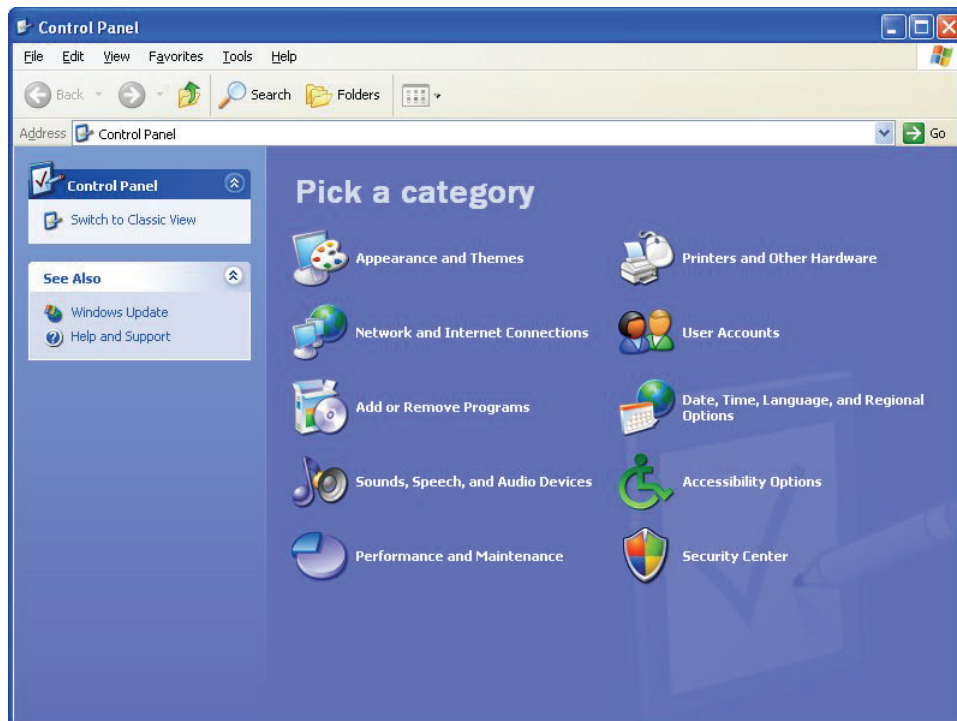 Control Panel
File Edit View Favorites Tools Help
Back Search Folders
Address Control Panel Go
Control Panel
Switch to Classic View
See Also
Windows Update
Help and Support
Pick a category
Appearance and Themes
Printers and Other Hardware
Network and Internet Connections
User Accounts
Add or Remove Programs
Date, Time, Language, and Regional
Options
Sounds, Speech, and Audio Devices
Accessibility Options
Performance and Maintenance
Security Center